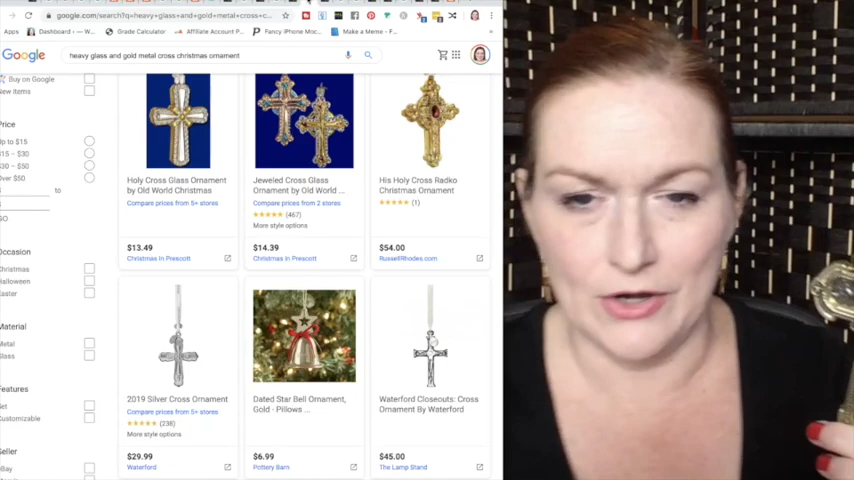 google.com/search?q=heavy+glass+and+gold+metal+cross+c...
Apps Dashboard -- W... Grade Calculator Affiliate Account P... Fancy iPhone Moc... Make a Meme - F...
Google heavy glass and gold metal cross christmas ornament
Buy on Google
New items
Price
Up to $15
$15 – $30
$30 – $50
Over $50
to
GO
Occasion
Christmas
Halloween
Easter
Material
Metal
Glass
Features
Set
Customizable
Seller
eBay
Holy Cross Glass Ornament
by Old World Christmas
Compare prices from 5+ stores
$13.49
Christmas In Prescott
Jeweled Cross Glass
Ornament by Old World ...
Compare prices from 2 stores
(467)
More style options
$14.39
Christmas In Prescott
His Holy Cross Radko
Christmas Ornament
(1)
$54.00
RussellRhodes.com
2019 Silver Cross Ornament
Compare prices from 5+ stores
(238)
More style options
$29.99
Waterford
Dated Star Bell Ornament,
Gold - Pillows ...
$6.99
Pottery Barn
Waterford Closeouts: Cross
Ornament By Waterford
$45.00
The Lamp Stand